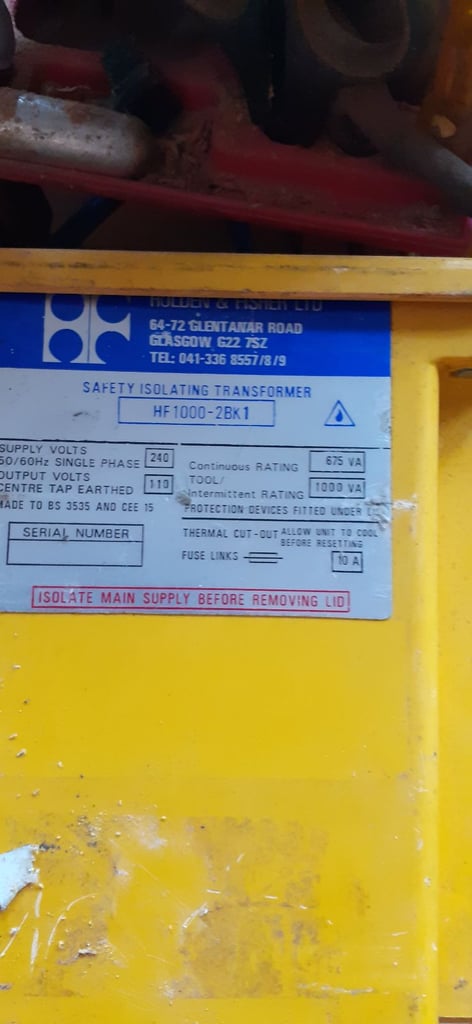 HOLDEN & FISHER LTD
64-72 GLENTANAR ROAD
GLASGOW G22 7SZ
TEL: 041-336 8557/8/9
SAFETY ISOLATING TRANSFORMER
HF1000-2BK1
SUPPLY VOLTS
50/60Hz SINGLE PHASE 240
OUTPUT VOLTS
CENTRE TAP EARTHED 110
MADE TO BS 3535 AND CEE 15
SERIAL NUMBER
Continuous RATING 675 VA
TOOL/
Intermittent RATING 1000 VA
PROTECTION DEVICES FITTED UNDER
THERMAL CUT-OUT ALLOW UNIT TO COOL
BEFORE RESETTING
FUSE LINKS 10 A
ISOLATE MAIN SUPPLY BEFORE REMOVING LID